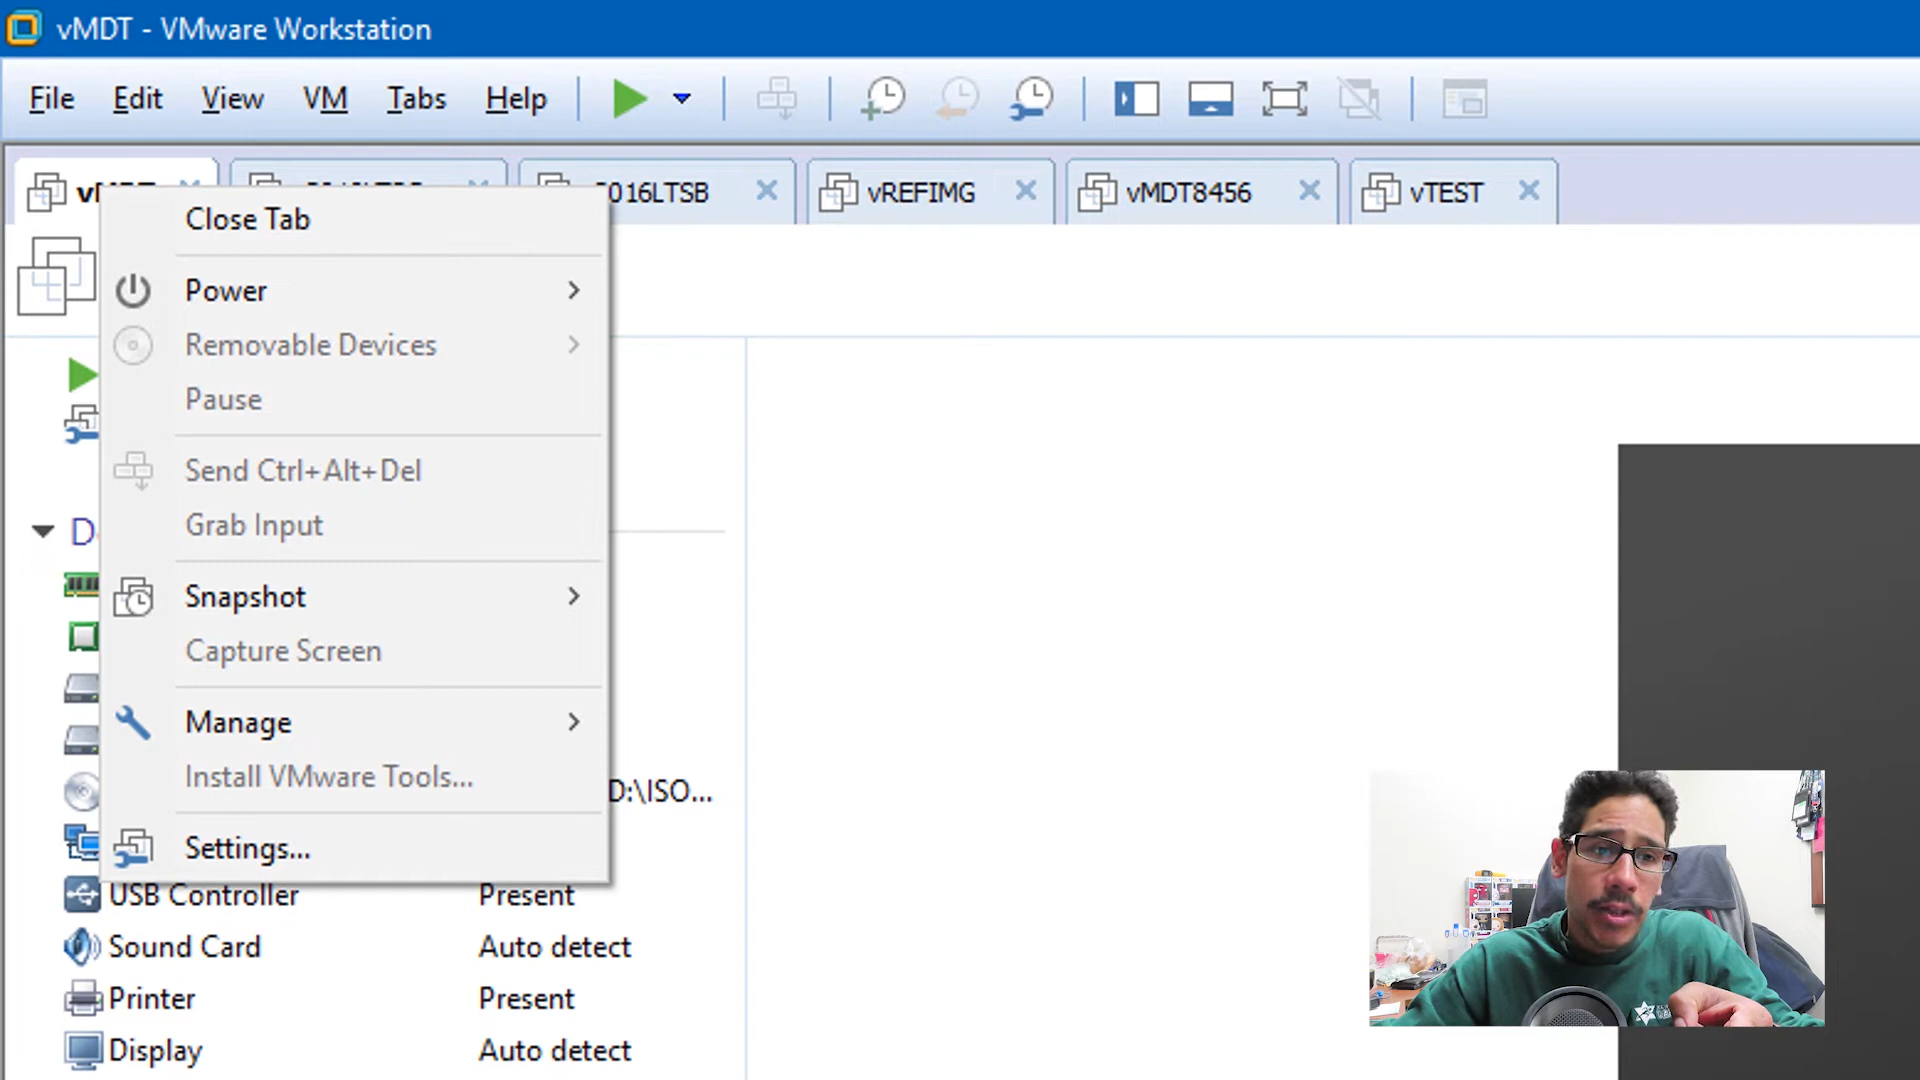 vMDT - VMware Workstation
File Edit View VM Tabs Help
016LTSB vREFIMG vMDT8456 vTEST
Close Tab
Power
Removable Devices
Pause
Send Ctrl+Alt+Del
Grab Input
Snapshot
Capture Screen
Manage
Install VMware Tools...
D:\ISO...
Settings...
USB Controller Present
Sound Card Auto detect
Printer Present
Display Auto detect